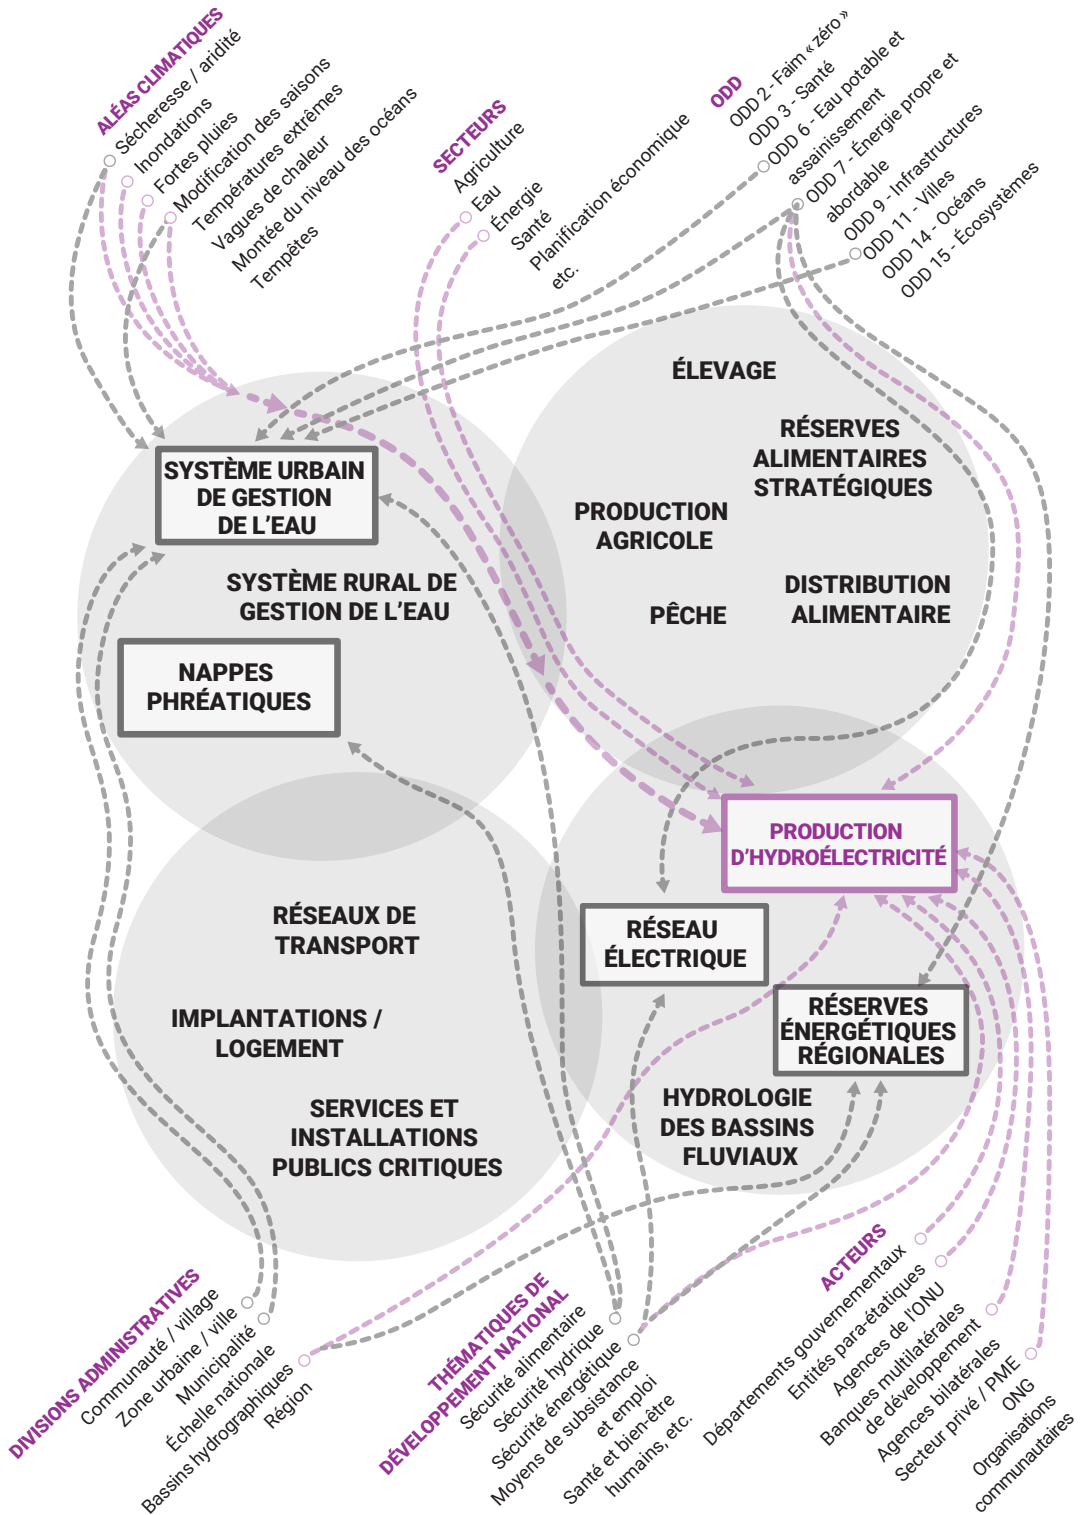 ALÉAS CLIMATIQUES
Sécheresse / aridité
Inondations
Fortes pluies
Modification des saisons
Températures extrêmes
Vagues de chaleur
Montée du niveau des océans
Tempêtes
SECTEURS
Agriculture
Eau
Énergie
Santé
Planification économique
etc.
ODD
ODD 2 - Faim « zéro »
ODD 3 - Santé
ODD 6 - Eau potable et
assainissement
ODD 7 - Énergie propre et
abordable
ODD 9 - Infrastructures
ODD 11 - Villes
ODD 14 - Océans
ODD 15 - Écosystèmes
ÉLEVAGE
RÉSERVES
ALIMENTAIRES
STRATÉGIQUES
PRODUCTION
AGRICOLE
DISTRIBUTION
ALIMENTAIRE
PÊCHE
SYSTÈME URBAIN
DE GESTION
DE L'EAU
SYSTÈME RURAL DE
GESTION DE L'EAU
NAPPES
PHRÉATIQUES
PRODUCTION
D'HYDROÉLECTRICITÉ
RÉSEAU
ÉLECTRIQUE
RÉSERVES
ÉNERGÉTIQUES
RÉGIONALES
HYDROLOGIE
DES BASSINS
FLUVIAUX
RÉSEAUX DE
TRANSPORT
IMPLANTATIONS /
LOGEMENT
SERVICES ET
INSTALLATIONS
PUBLICS CRITIQUES
DIVISIONS ADMINISTRATIVES
Communauté / village
Zone urbaine / ville
Municipalité
Échelle nationale
Bassins hydrographiques
Région
THÉMATIQUES DE
DÉVELOPPEMENT NATIONAL
Sécurité alimentaire
Sécurité hydrique
Sécurité énergétique
Moyens de subsistance
et emploi
Santé et bien-être
humains, etc.
ACTEURS
Départements gouvernementaux
Entités para-étatiques
Agences de l'ONU
Banques multilatérales
de développement
Agences bilatérales
Secteur privé / PME
ONG
Organisations
communautaires